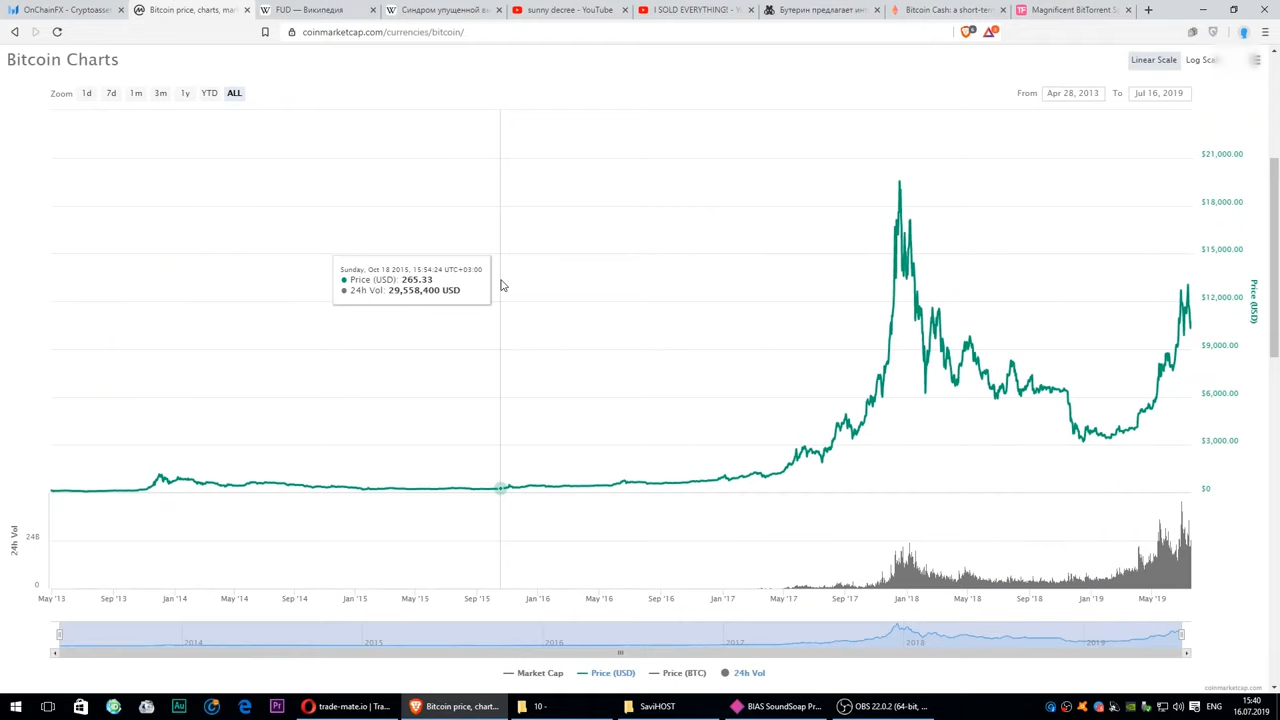 OnChainFX - Cryptoassets
Bitcoin price, charts, mar
FUD — Википедия
Синдром упущенной в
sunny decree - YouTube
I SOLD EVERYTHING! - 
Бутерин предлагает ин
Bitcoin Cash: a short-ter
Magnificent BitTorrent S
coinmarketcap.com/currencies/bitcoin/
Bitcoin Charts
Linear Scale Log Sca
Zoom 1d 7d 1m 3m 1y YTD ALL
From Apr 28, 2013 To Jul 16, 2019
$21,000.00
$18,000.00
$15,000.00
$12,000.00
$9,000.00
$6,000.00
$3,000.00
$0
Price (USD)
Sunday, Oct 18 2015, 15:54:24 UTC+03:00
Price (USD): 265.33
24h Vol: 29,558,400 USD
24h Vol
24B
0
May '13 Sep '13 Jan '14 May '14 Sep '14 Jan '15 May '15 Sep '15 Jan '16 May '16 Sep '16 Jan '17 May '17 Sep '17 Jan '18 May '18 Sep '18 Jan '19 May '19
2014 2015 2016 2017 2018 2019
Market Cap Price (USD) Price (BTC) 24h Vol
coinmarketcap.com
trade-mate.io | Tra...
Bitcoin price, chart...
10 -
SaviHOST
BIAS SoundSoap Pr...
OBS 22.0.2 (64-bit, ...
15:40
16.07.2019